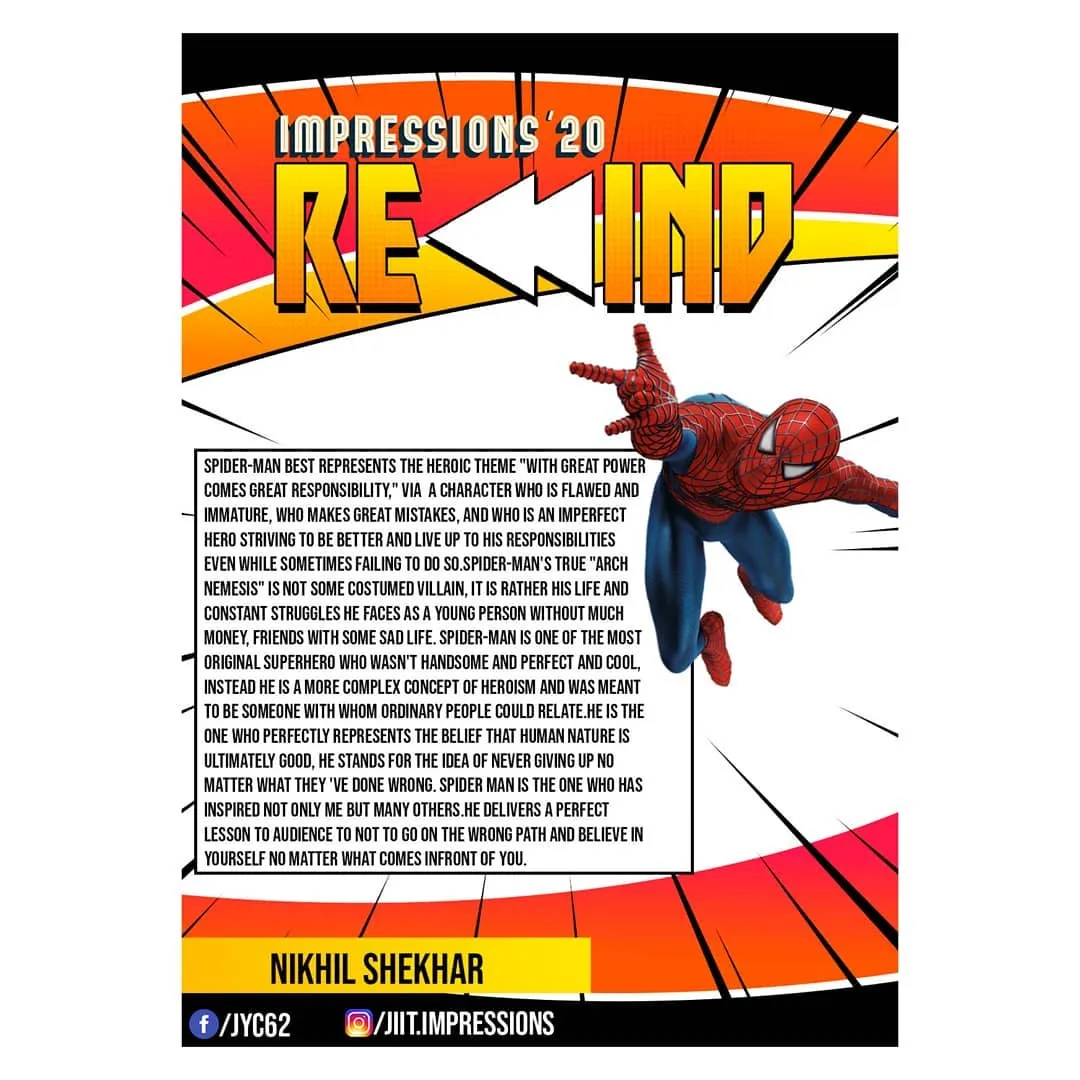 IMPRESSIONS '20
RE IND
SPIDER-MAN BEST REPRESENTS THE HEROIC THEME "WITH GREAT POWER
COMES GREAT RESPONSIBILITY," VIA  A CHARACTER WHO IS FLAWED AND
IMMATURE, WHO MAKES GREAT MISTAKES, AND WHO IS AN IMPERFECT
HERO STRIVING TO BE BETTER AND LIVE UP TO HIS RESPONSIBILITIES
EVEN WHILE SOMETIMES FAILING TO DO SO.SPIDER-MAN'S TRUE "ARCH
NEMESIS" IS NOT SOME COSTUMED VILLAIN, IT IS RATHER HIS LIFE AND
CONSTANT STRUGGLES HE FACES AS A YOUNG PERSON WITHOUT MUCH
MONEY, FRIENDS WITH SOME SAD LIFE. SPIDER-MAN IS ONE OF THE MOST
ORIGINAL SUPERHERO WHO WASN'T HANDSOME AND PERFECT AND COOL,
INSTEAD HE IS A MORE COMPLEX CONCEPT OF HEROISM AND WAS MEANT
TO BE SOMEONE WITH WHOM ORDINARY PEOPLE COULD RELATE.HE IS THE
ONE WHO PERFECTLY REPRESENTS THE BELIEF THAT HUMAN NATURE IS
ULTIMATELY GOOD, HE STANDS FOR THE IDEA OF NEVER GIVING UP NO
MATTER WHAT THEY 'VE DONE WRONG. SPIDER MAN IS THE ONE WHO HAS
INSPIRED NOT ONLY ME BUT MANY OTHERS.HE DELIVERS A PERFECT
LESSON TO AUDIENCE TO NOT TO GO ON THE WRONG PATH AND BELIEVE IN
YOURSELF NO MATTER WHAT COMES INFRONT OF YOU.
NIKHIL SHEKHAR
/JYC62 /JIIT.IMPRESSIONS